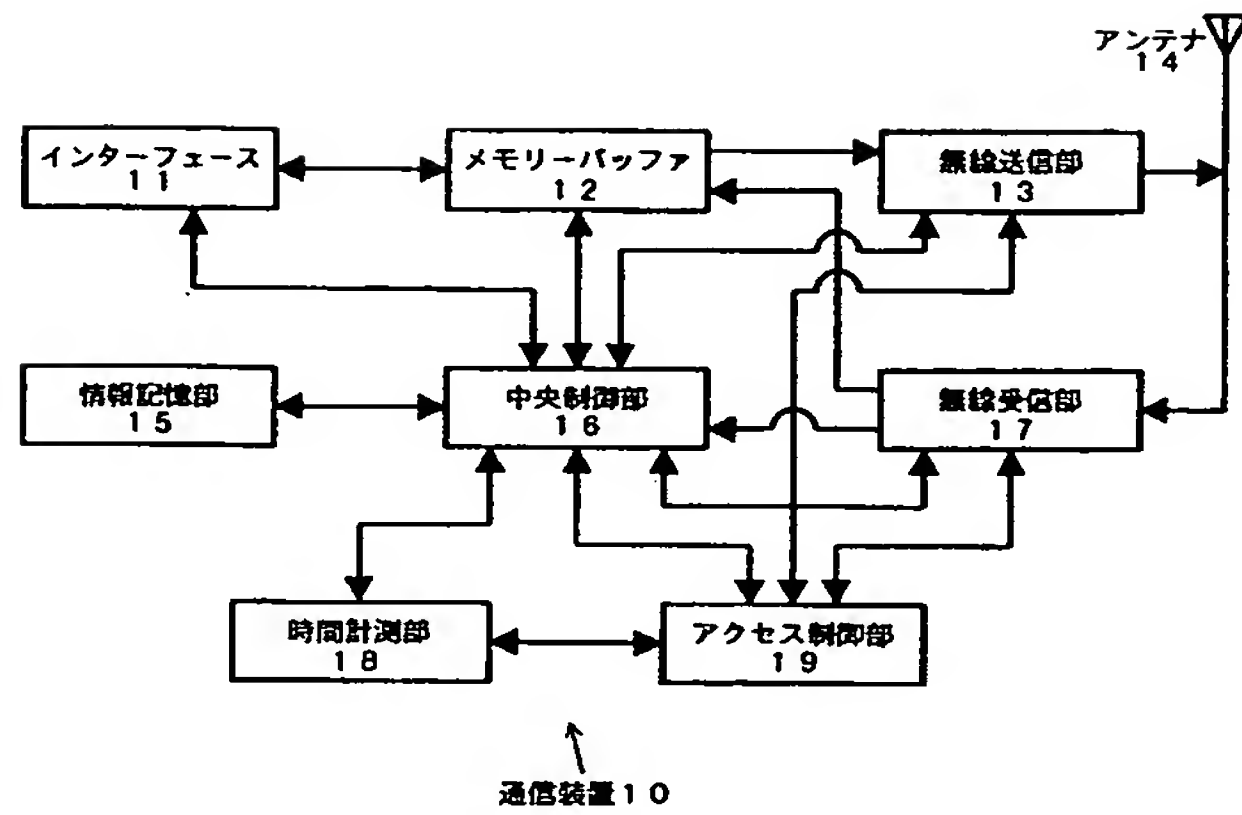 アンテナ
14
インターフェース
11
メモリーバッファ
12
無線送信部
13
情報記憶部
15
中央制御部
16
無線受信部
17
時間計測部
18
アクセス制御部
19
通信装置10